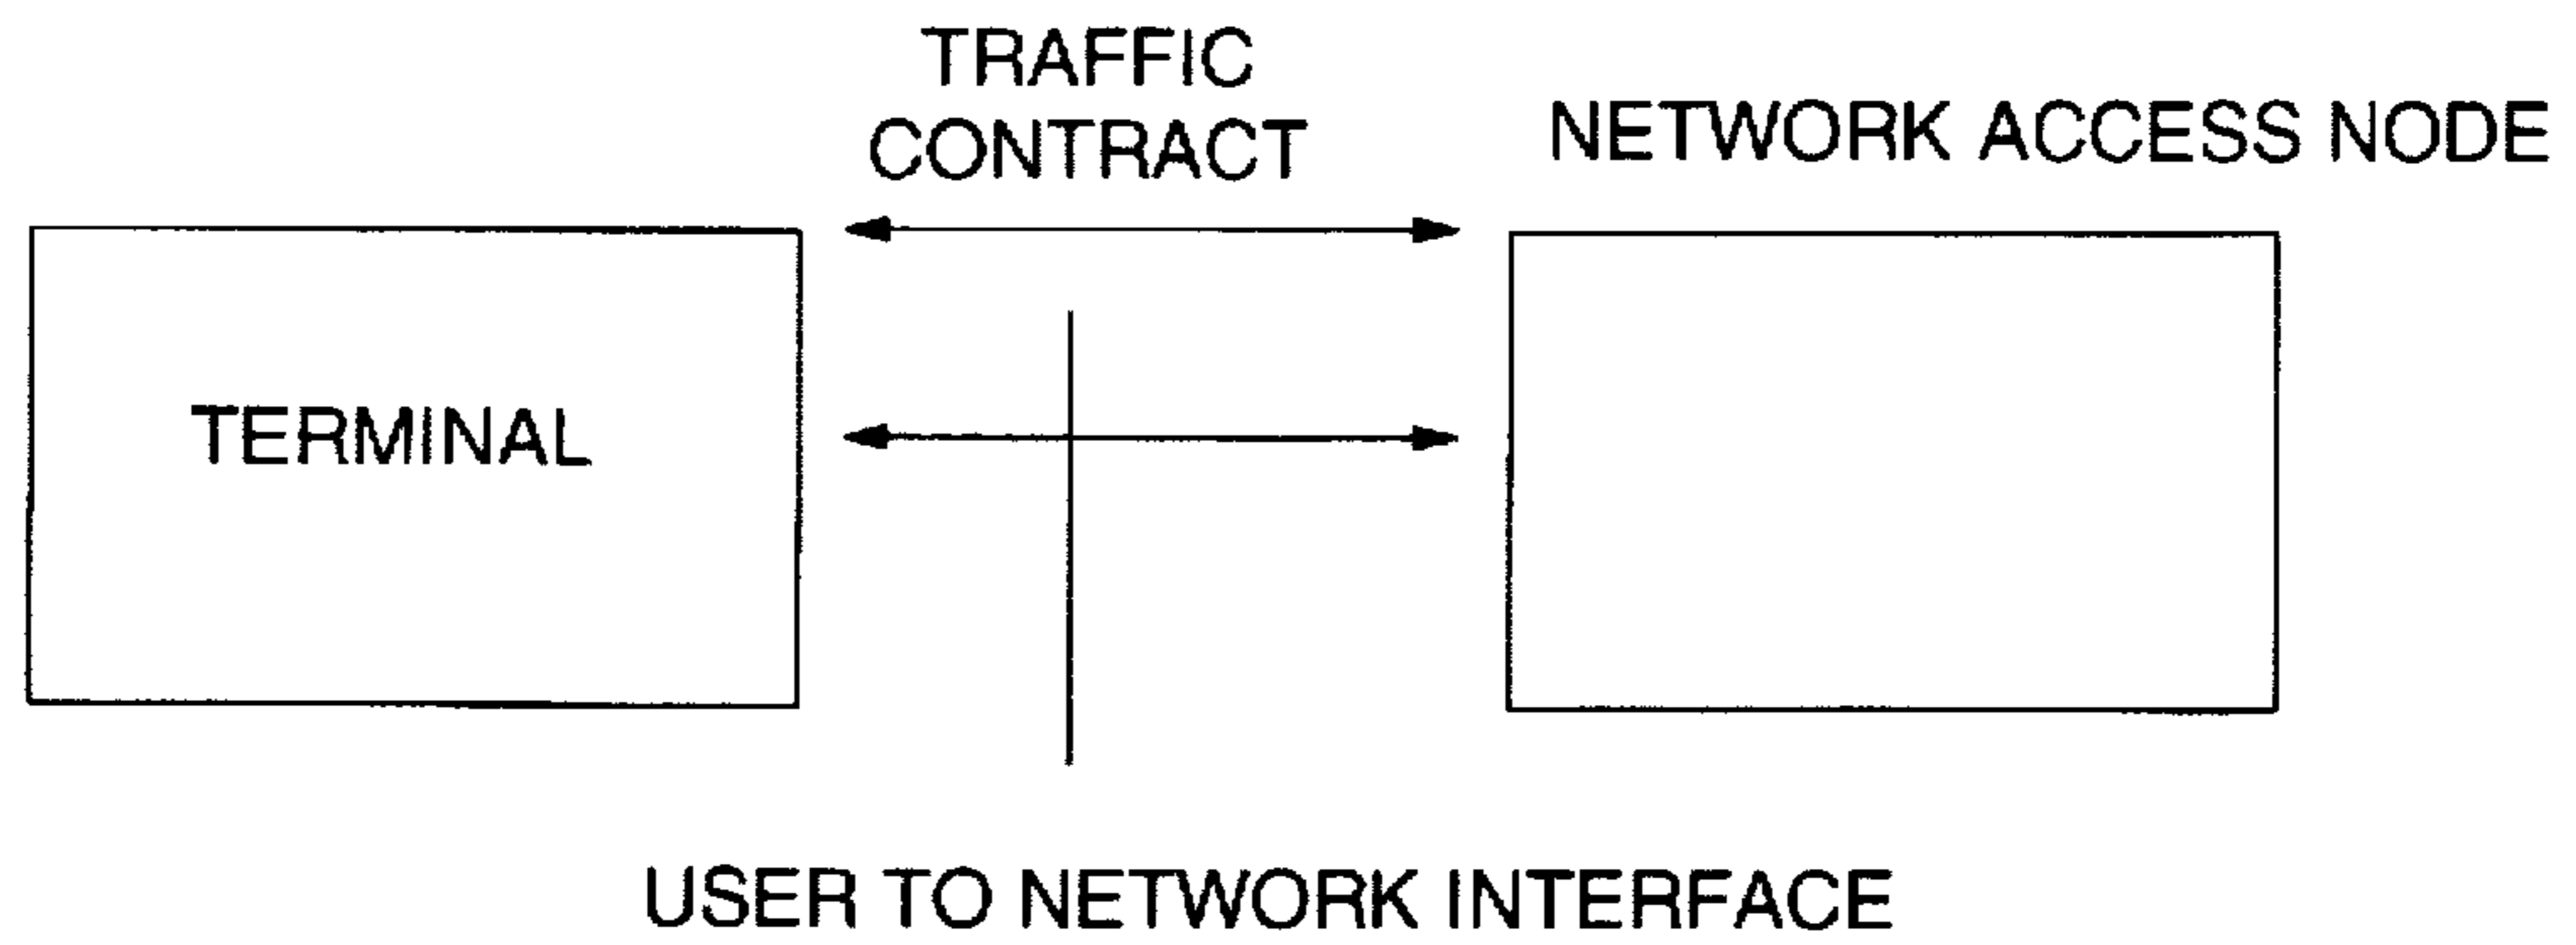 TRAFFIC
CONTRACT
NETWORK ACCESS NODE
TERMINAL
USER TO NETWORK INTERFACE